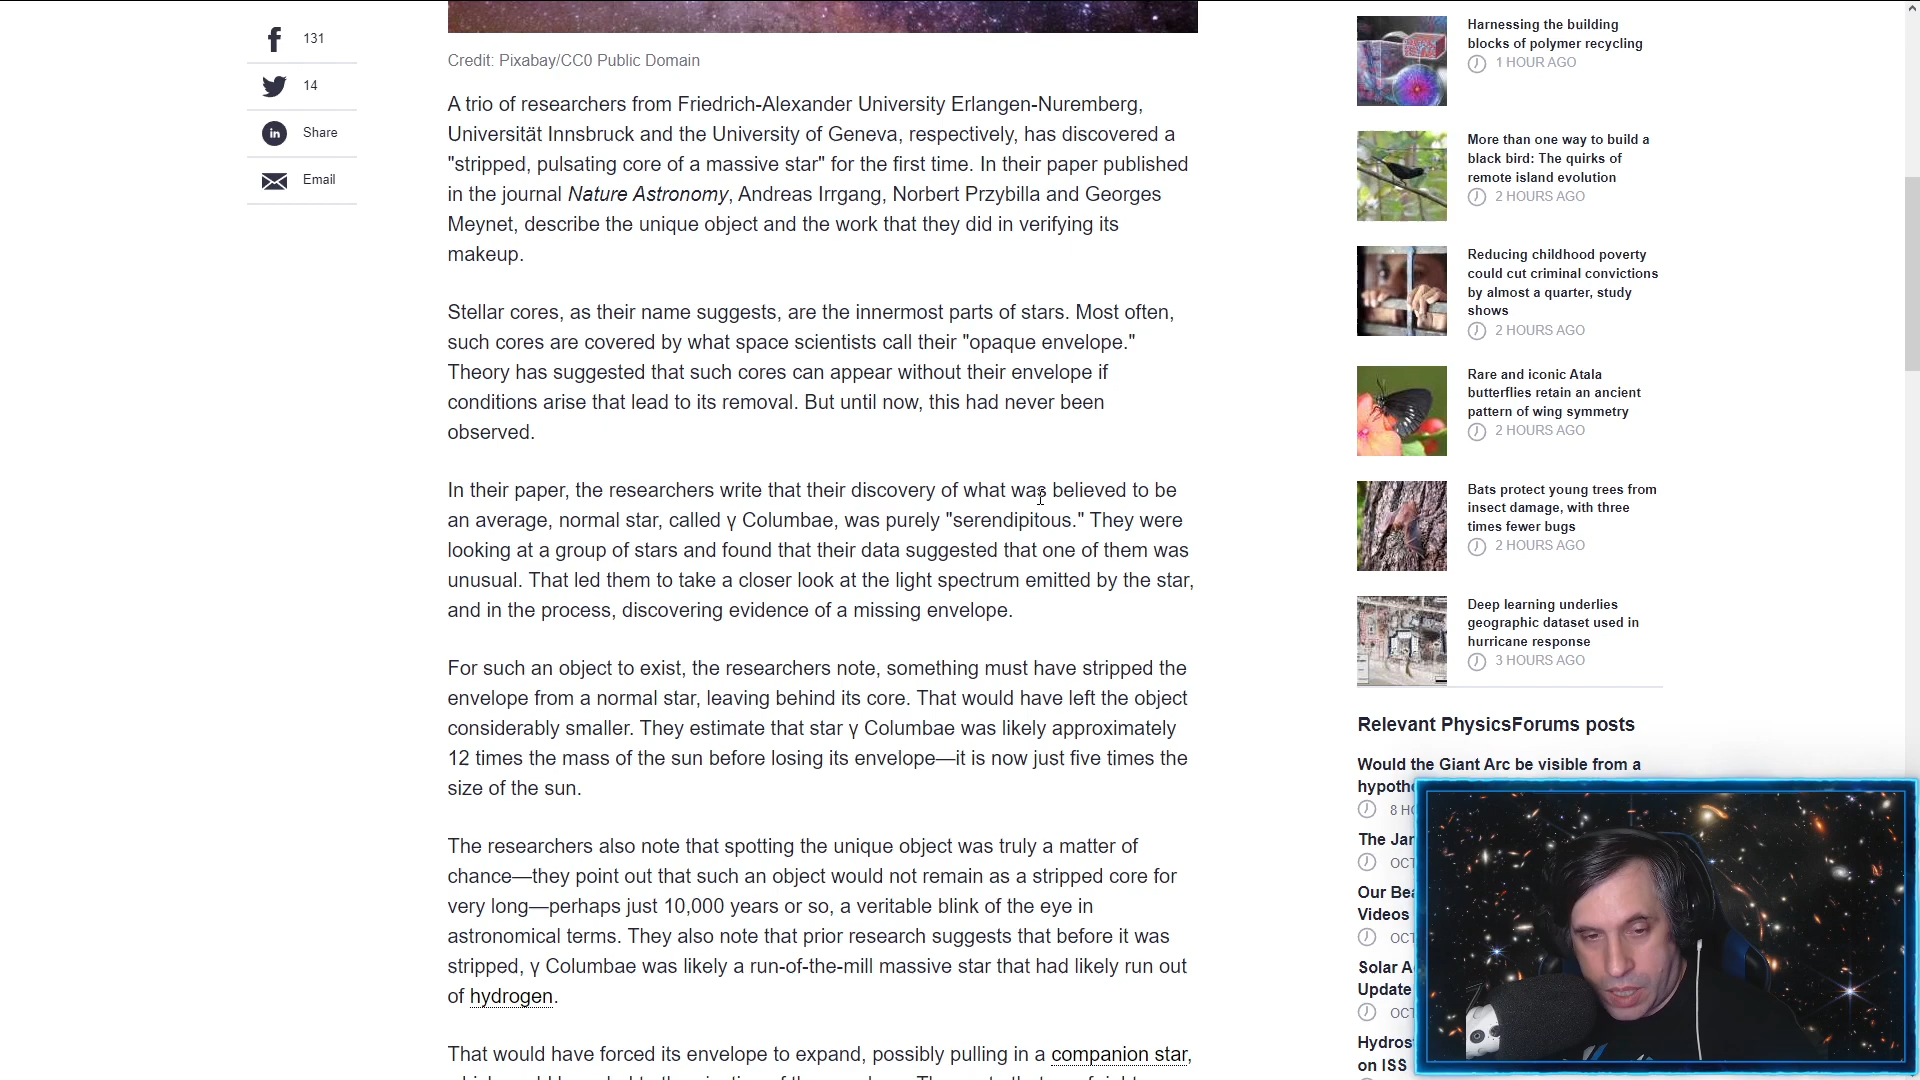 131
14
Share
Email
Credit: Pixabay/CC0 Public Domain
A trio of researchers from Friedrich-Alexander University Erlangen-Nuremberg,
Universität Innsbruck and the University of Geneva, respectively, has discovered a
"stripped, pulsating core of a massive star" for the first time. In their paper published
in the journal Nature Astronomy, Andreas Irrgang, Norbert Przybilla and Georges
Meynet, describe the unique object and the work that they did in verifying its
makeup.
Stellar cores, as their name suggests, are the innermost parts of stars. Most often,
such cores are covered by what space scientists call their "opaque envelope."
Theory has suggested that such cores can appear without their envelope if
conditions arise that lead to its removal. But until now, this had never been
observed.
In their paper, the researchers write that their discovery of what was believed to be
an average, normal star, called γ Columbae, was purely "serendipitous." They were
looking at a group of stars and found that their data suggested that one of them was
unusual. That led them to take a closer look at the light spectrum emitted by the star,
and in the process, discovering evidence of a missing envelope.
For such an object to exist, the researchers note, something must have stripped the
envelope from a normal star, leaving behind its core. That would have left the object
considerably smaller. They estimate that star γ Columbae was likely approximately
12 times the mass of the sun before losing its envelope—it is now just five times the
size of the sun.
The researchers also note that spotting the unique object was truly a matter of
chance—they point out that such an object would not remain as a stripped core for
very long—perhaps just 10,000 years or so, a veritable blink of the eye in
astronomical terms. They also note that prior research suggests that before it was
stripped, γ Columbae was likely a run-of-the-mill massive star that had likely run out
of hydrogen.
That would have forced its envelope to expand, possibly pulling in a companion star,
Harnessing the building
blocks of polymer recycling
1 HOUR AGO
More than one way to build a
black bird: The quirks of
remote island evolution
2 HOURS AGO
Reducing childhood poverty
could cut criminal convictions
by almost a quarter, study
shows
2 HOURS AGO
Rare and iconic Atala
butterflies retain an ancient
pattern of wing symmetry
2 HOURS AGO
Bats protect young trees from
insect damage, with three
times fewer bugs
2 HOURS AGO
Deep learning underlies
geographic dataset used in
hurricane response
3 HOURS AGO
Relevant PhysicsForums posts
Would the Giant Arc be visible from a
8
The
Our
Videos
Solar
Update
on ISS